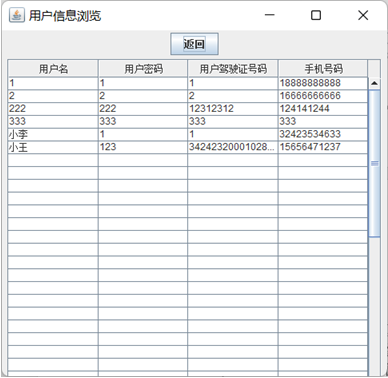 用户信息浏览
返回
用户名 用户密码 用户驾驶证号码 手机号码
1 1 1 18888888888
2 2 2 16666666666
222 222 12312312 124141244
333 333 333 333
小李 1 1 32423534633
小王 123 34242320001028... 15656471237